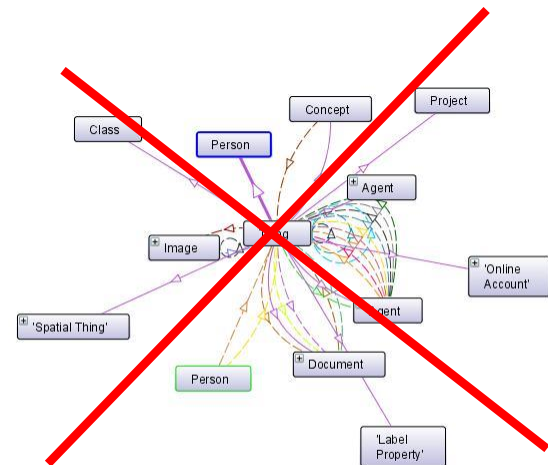 Concept
Project
Class
Person
Agent
Image
'Online
Account'
'Spatial Thing'
Document
Person
'Label
Property'